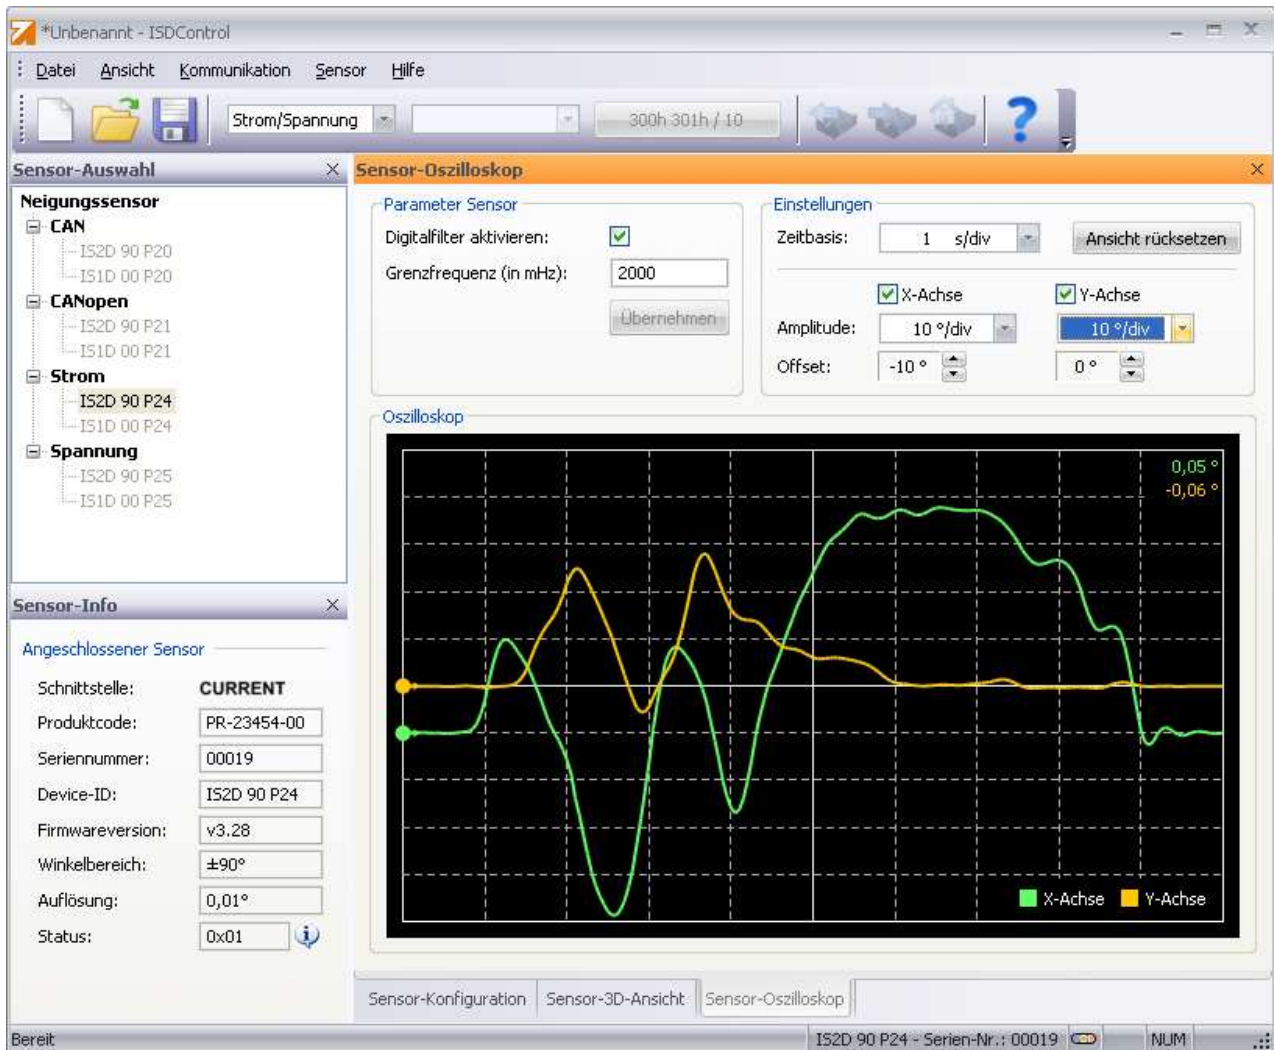 *Unbenannt - ISDControl
Datei Ansicht Kommunikation Sensor Hilfe
Strom/Spannung 300h 301h / 10
Sensor-Auswahl
Neigungssensor
CAN
IS2D 90 P20
IS1D 00 P20
CANopen
IS2D 90 P21
IS1D 00 P21
Strom
IS2D 90 P24
IS1D 00 P24
Spannung
IS2D 90 P25
IS1D 00 P25
Sensor-Info
Angeschlossener Sensor
Schnittstelle: CURRENT
Produktcode: PR-23454-00
Seriennummer: 00019
Device-ID: IS2D 90 P24
Firmwareversion: v3.28
Winkelbereich: ±90°
Auflösung: 0,01°
Status: 0x01
Sensor-Oszilloskop
Parameter Sensor
Digitalfilter aktivieren:
Grenzfrequenz (in mHz): 2000
Übernehmen
Einstellungen
Zeitbasis: 1 s/div Ansicht rücksetzen
X-Achse Y-Achse
Amplitude: 10 °/div 10 °/div
Offset: -10 ° 0 °
Oszilloskop
0,05 °
-0,06 °
X-Achse Y-Achse
Sensor-Konfiguration Sensor-3D-Ansicht Sensor-Oszilloskop
Bereit IS2D 90 P24 - Serien-Nr.: 00019 NUM